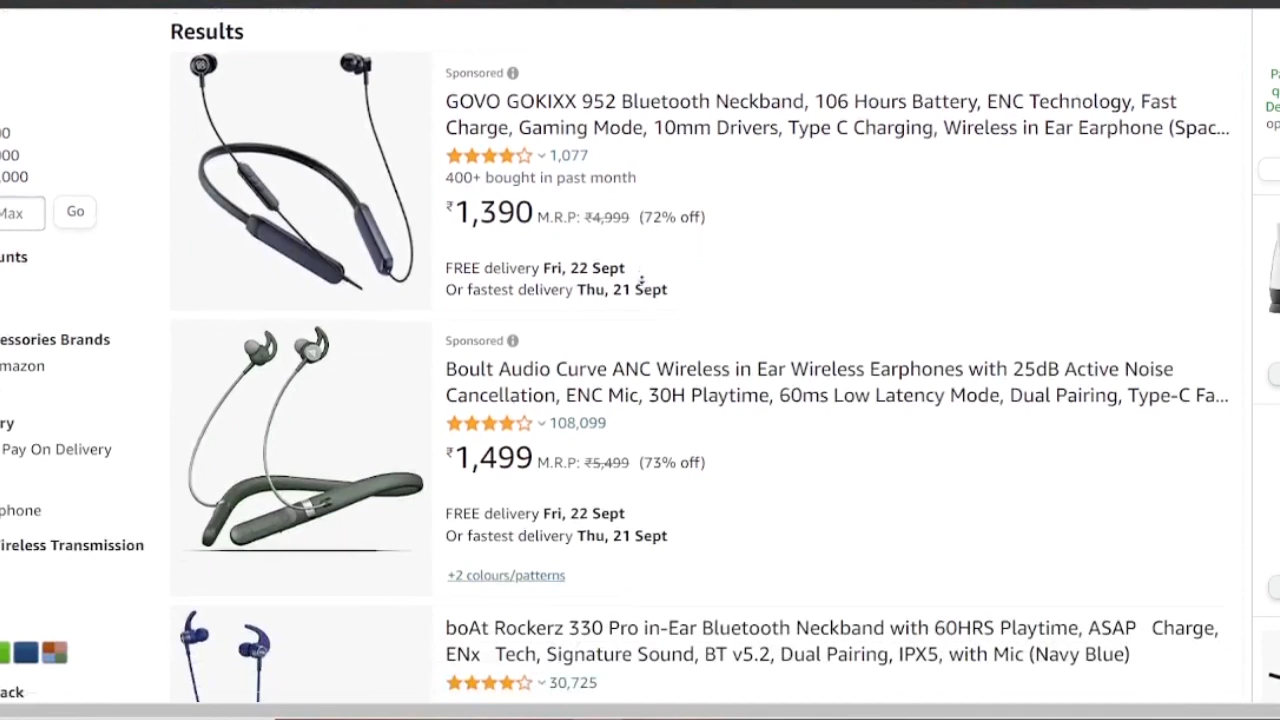 Results
Sponsored
GOVO GOKIXX 952 Bluetooth Neckband, 106 Hours Battery, ENC Technology, Fast
Charge, Gaming Mode, 10mm Drivers, Type C Charging, Wireless in Ear Earphone (Spac...
1,077
400+ bought in past month
₹1,390 M.R.P: ₹4,999 (72% off)
FREE delivery Fri, 22 Sept
Or fastest delivery Thu, 21 Sept
Sponsored
Boult Audio Curve ANC Wireless in Ear Wireless Earphones with 25dB Active Noise
Cancellation, ENC Mic, 30H Playtime, 60ms Low Latency Mode, Dual Pairing, Type-C Fa...
108,099
₹1,499 M.R.P: ₹5,499 (73% off)
FREE delivery Fri, 22 Sept
Or fastest delivery Thu, 21 Sept
+2 colours/patterns
boAt Rockerz 330 Pro in-Ear Bluetooth Neckband with 60HRS Playtime, ASAP Charge,
ENx Tech, Signature Sound, BT v5.2, Dual Pairing, IPX5, with Mic (Navy Blue)
30,725
00
000
,000
Max Go
unts
essories Brands
mazon
ry
Pay On Delivery
phone
ireless Transmission
ack